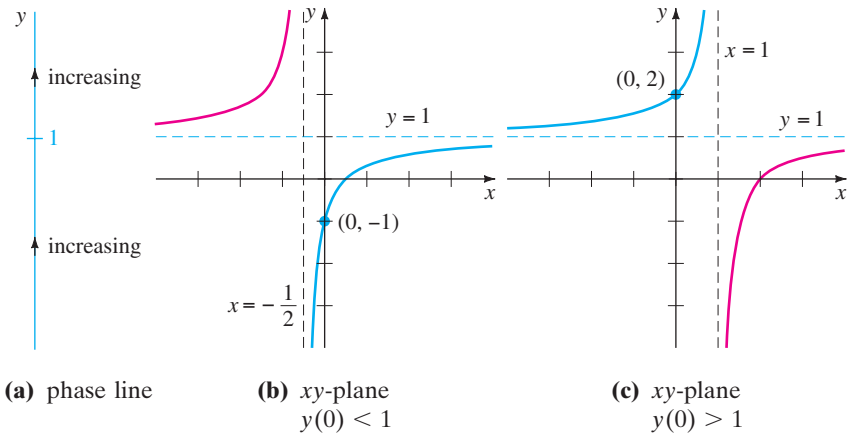 y
increasing
1
increasing
y
y = 1
x
(0, −1)
x = − 1/2
y
x = 1
(0, 2)
y = 1
x
(a) phase line
(b) xy-plane
y(0) < 1
(c) xy-plane
y(0) > 1